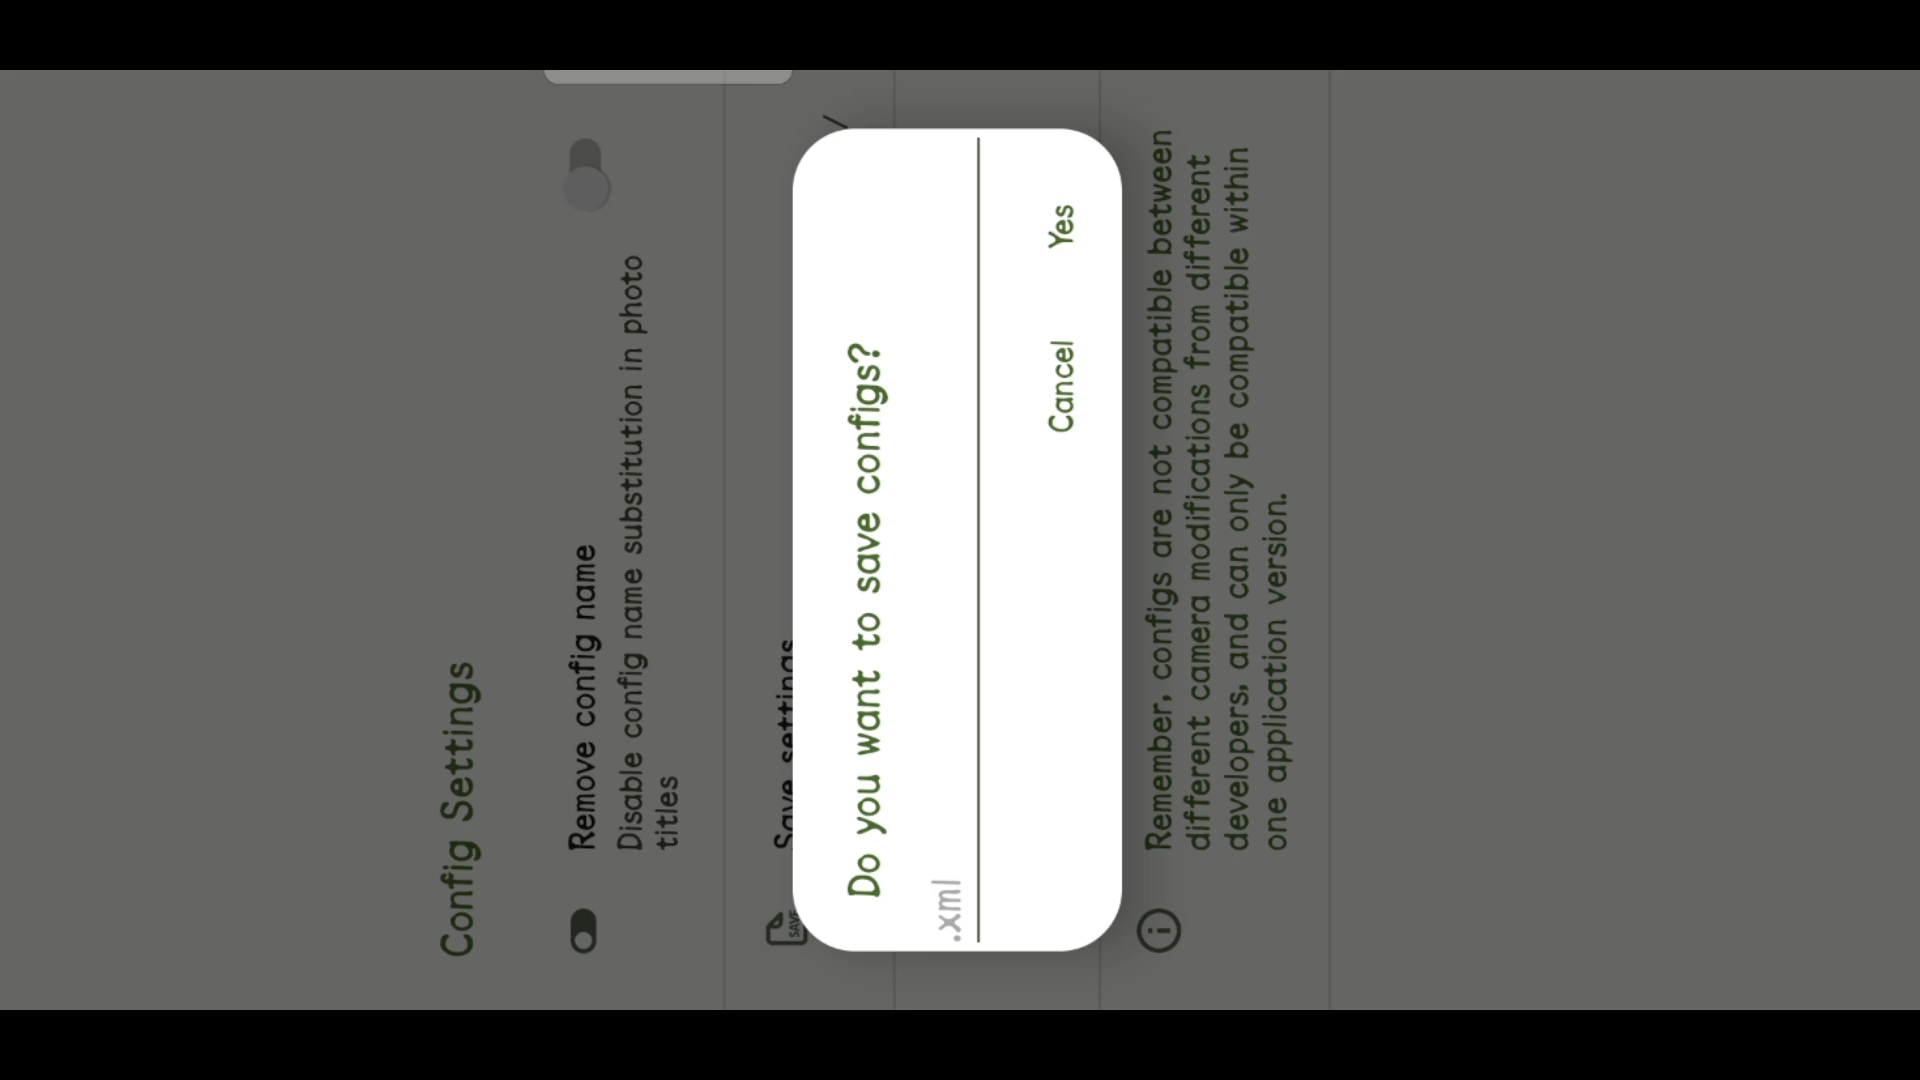 Config Settings
Remove config name
Disable config name substitution in photo
titles
Save settings
SAVE
Do you want to save configs?
.xml
Cancel Yes
Remember, configs are not compatible between
different camera modifications from different
developers, and can only be compatible within
one application version.